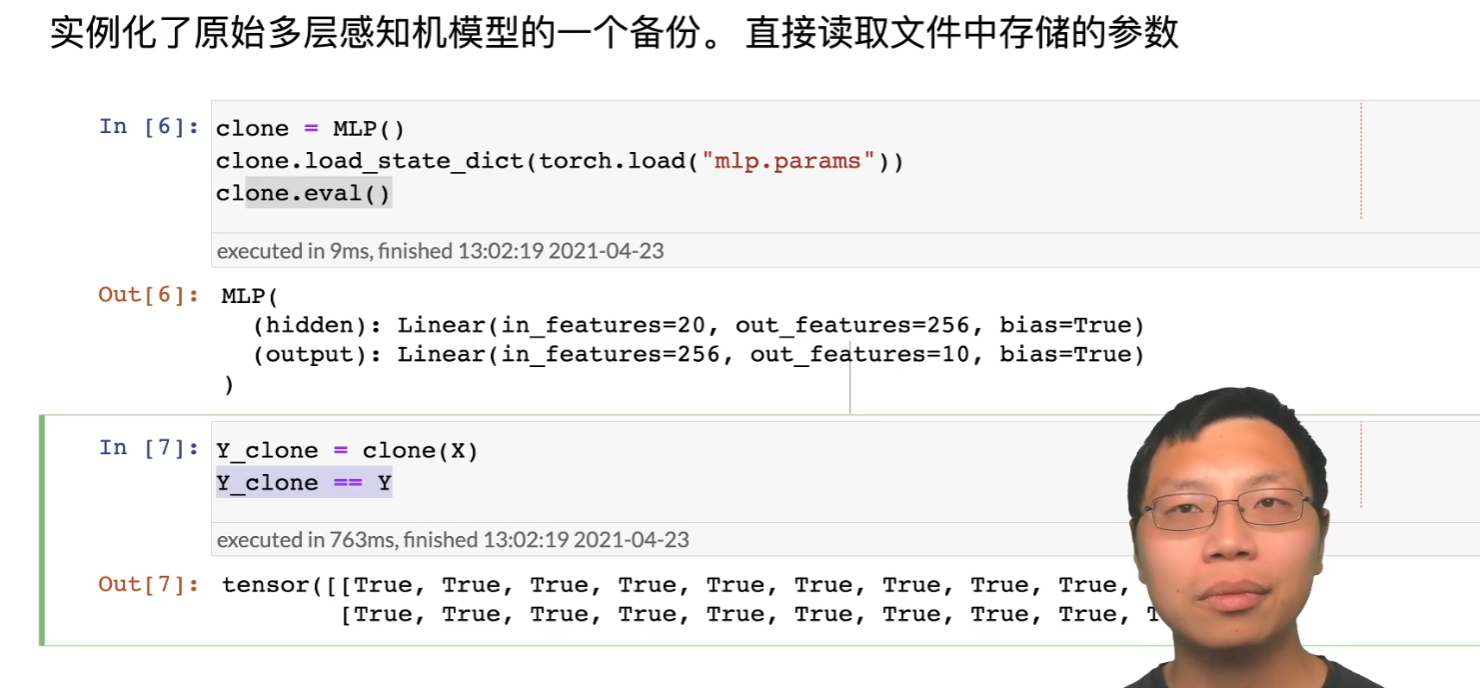 实例化了原始多层感知机模型的一个备份。 直接读取文件中存储的参数
In [6]: clone = MLP()
clone.load_state_dict(torch.load("mlp.params"))
clone.eval()
executed in 9ms, finished 13:02:19 2021-04-23
Out[6]: MLP(
(hidden): Linear(in_features=20, out_features=256, bias=True)
(output): Linear(in_features=256, out_features=10, bias=True)
)
In [7]: Y_clone = clone(X)
Y_clone == Y
executed in 763ms, finished 13:02:19 2021-04-23
Out[7]: tensor([[True, True, True, True, True, True, True, True, True,
[True, True, True, True, True, True, True, True, True,